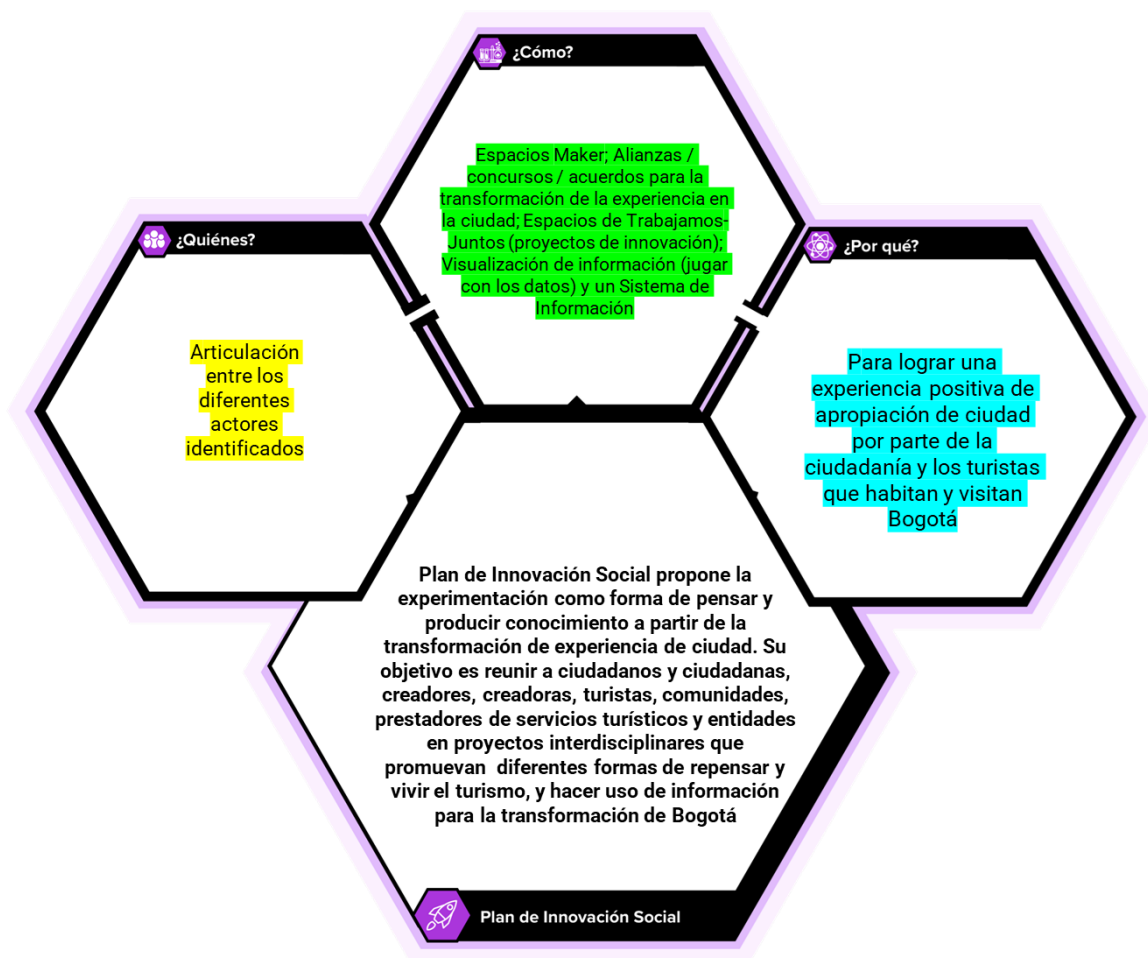 ¿Cómo?
Espacios Maker; Alianzas /
concursos / acuerdos para la
transformación de la experiencia en
la ciudad; Espacios de Trabajamos-
Juntos (proyectos de innovación);
Visualización de información (jugar
con los datos) y un Sistema de
Información
¿Quiénes?
Articulación
entre los
diferentes
actores
identificados
¿Por qué?
Para lograr una
experiencia positiva de
apropiación de ciudad
por parte de la
ciudadanía y los turistas
que habitan y visitan
Bogotá
Plan de Innovación Social propone la
experimentación como forma de pensar y
producir conocimiento a partir de la
transformación de experiencia de ciudad. Su
objetivo es reunir a ciudadanos y ciudadanas,
creadores, creadoras, turistas, comunidades,
prestadores de servicios turísticos y entidades
en proyectos interdisciplinares que
promuevan  diferentes formas de repensar y
vivir el turismo, y hacer uso de información
para la transformación de Bogotá
Plan de Innovación Social